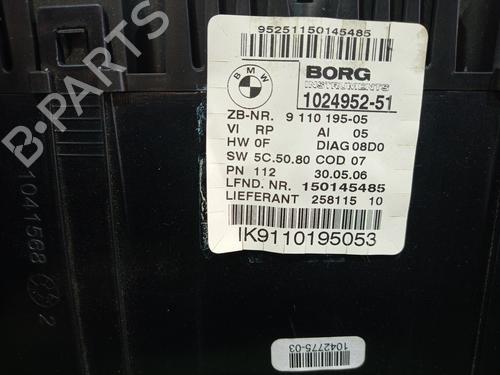 95251150145485
BMW
BORG
INSTRUMENTS
1024952-51
ZB-NR. 9 110 195-05
VI RP AI 05
HW 0F DIAG 08D0
SW 5C.50.80 COD 07
PN 112 30.05.06
LFND. NR. 150145485
LIEFERANT 258115 10
IK9110195053
1041568
2
1042775-03